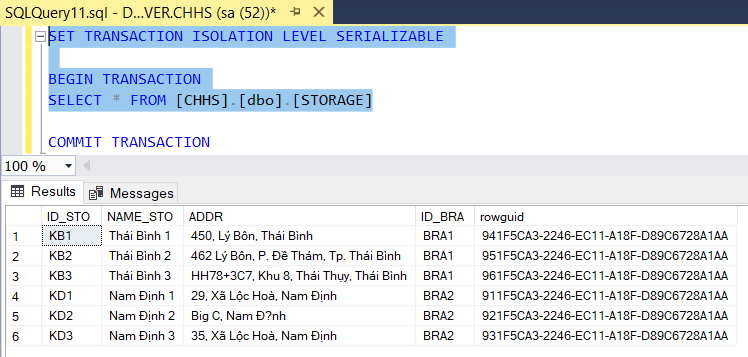 SQLQuery11.sql - D...VER.CHHS (sa (52))*
SET TRANSACTION ISOLATION LEVEL SERIALIZABLE
BEGIN TRANSACTION
SELECT * FROM [CHHS].[dbo].[STORAGE]
COMMIT TRANSACTION
100 %
Results Messages
ID_STO NAME_STO ADDR ID_BRA rowguid
1 KB1 Thái Bình 1 450, Lý Bôn, Thái Bình BRA1 941F5CA3-2246-EC11-A18F-D89C6728A1AA
2 KB2 Thái Bình 2 462 Lý Bôn, P. Đề Thám, Tp. Thái Bình BRA1 951F5CA3-2246-EC11-A18F-D89C6728A1AA
3 KB3 Thái Bình 3 HH78+3C7, Khu 8, Thái Thụy, Thái Bình BRA1 961F5CA3-2246-EC11-A18F-D89C6728A1AA
4 KD1 Nam Định 1 29, Xã Lộc Hoà, Nam Định BRA2 911F5CA3-2246-EC11-A18F-D89C6728A1AA
5 KD2 Nam Định 2 Big C, Nam Đ?nh BRA2 921F5CA3-2246-EC11-A18F-D89C6728A1AA
6 KD3 Nam Định 3 35, Xã Lộc Hoà, Nam Định BRA2 931F5CA3-2246-EC11-A18F-D89C6728A1AA